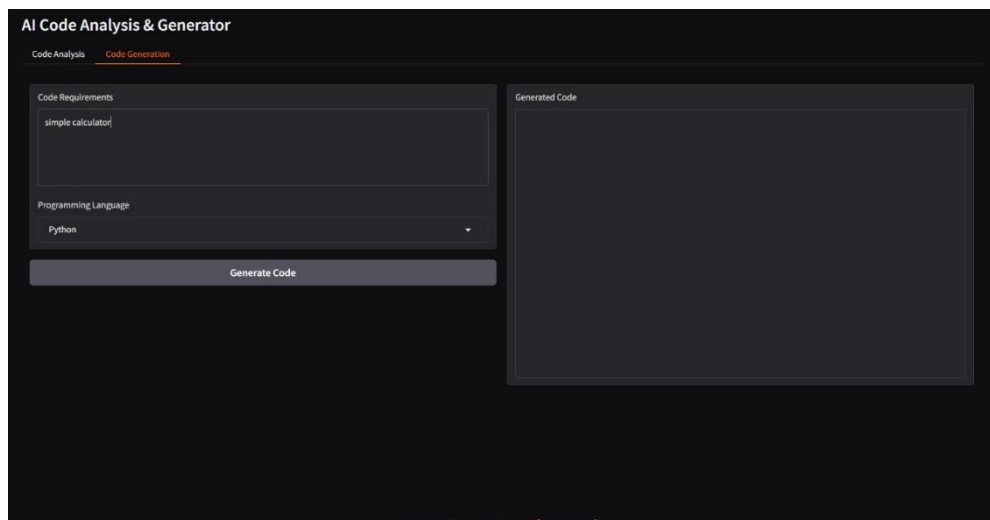 AI Code Analysis & Generator
Code Analysis
Code Generation
Code Requirements
simple calculator
Programming Language
Python
Generate Code
Generated Code